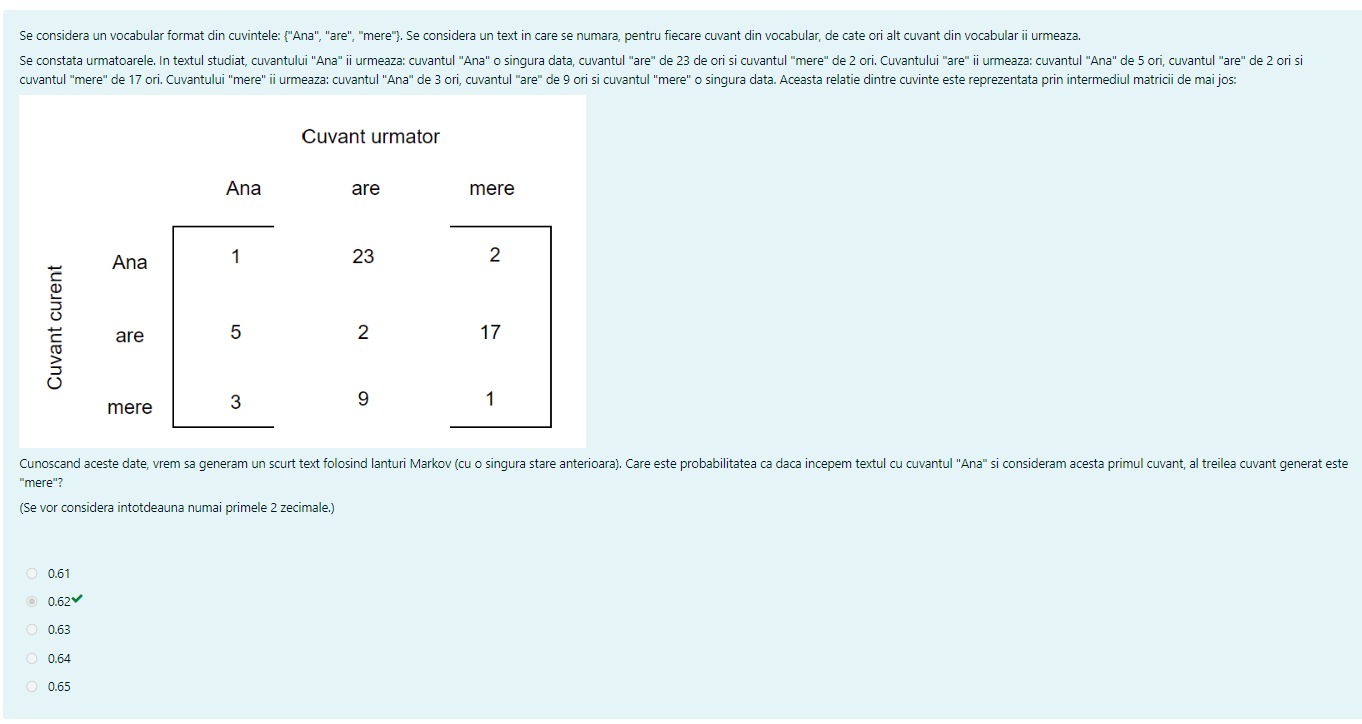 Se considera un vocabular format din cuvintele: {"Ana", "are", "mere"}. Se considera un text in care se numara, pentru fiecare cuvant din vocabular, de cate ori alt cuvant din vocabular ii urmeaza.
Se constata urmatoarele. In textul studiat, cuvantului "Ana" ii urmeaza: cuvantul "Ana" o singura data, cuvantul "are" de 23 de ori si cuvantul "mere" de 2 ori. Cuvantului "are" ii urmeaza: cuvantul "Ana" de 5 ori, cuvantul "are" de 2 ori si
cuvantul "mere" de 17 ori. Cuvantului "mere" ii urmeaza: cuvantul "Ana" de 3 ori, cuvantul "are" de 9 ori si cuvantul "mere" o singura data. Aceasta relatie dintre cuvinte este reprezentata prin intermediul matricii de mai jos:
Cuvant urmator
Ana are mere
Cuvant curent
Ana 1 23 2
are 5 2 17
mere 3 9 1
Cunoscand aceste date, vrem sa generam un scurt text folosind lanturi Markov (cu o singura stare anterioara). Care este probabilitatea ca daca incepem textul cu cuvantul "Ana" si consideram acesta primul cuvant, al treilea cuvant generat este
"mere"?
(Se vor considera intotdeauna numai primele 2 zecimale.)
0.61
0.62
0.63
0.64
0.65